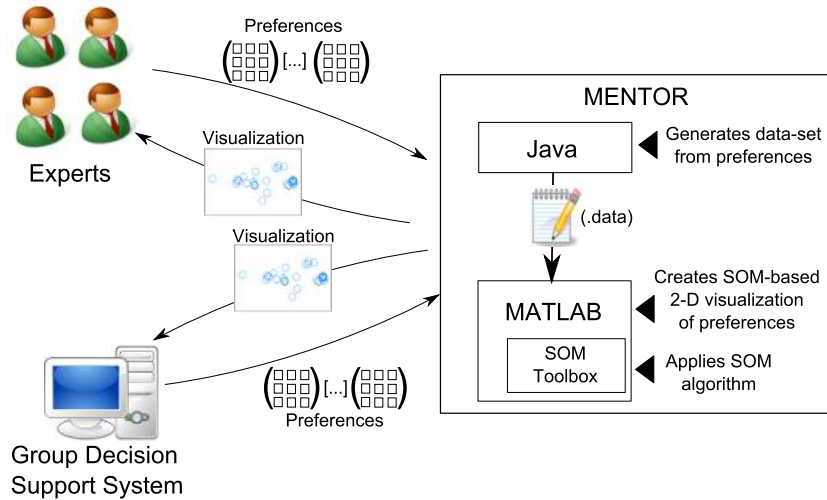 Preferences
[...]
Visualization
Experts
Visualization
[...]
Preferences
Group Decision
Support System
MENTOR
Java
Generates data-set
from preferences
(.data)
MATLAB
Creates SOM-based
2-D visualization
of preferences
SOM
Toolbox
Applies SOM
algorithm